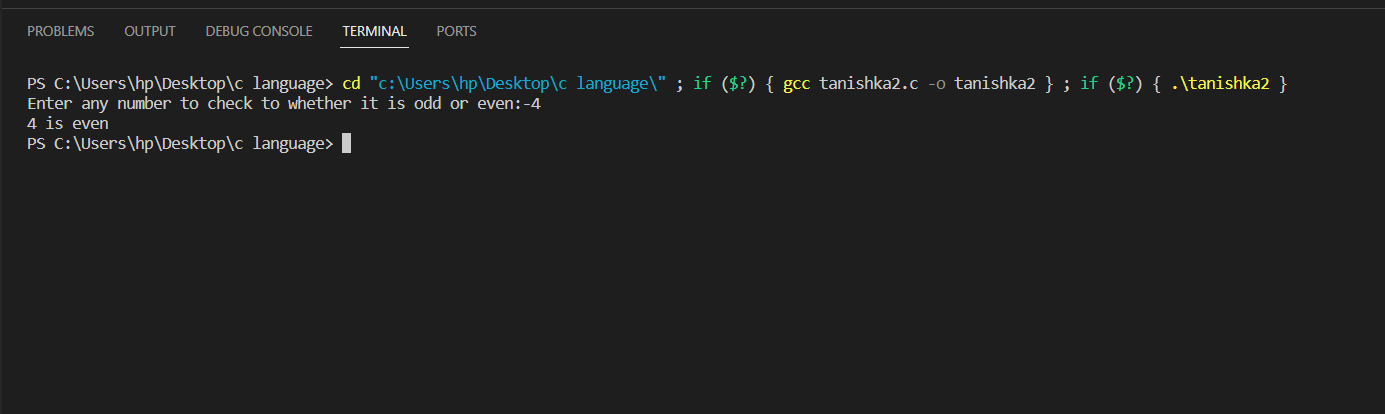 PROBLEMS OUTPUT DEBUG CONSOLE TERMINAL PORTS
PS C:\Users\hp\Desktop\c language> cd "c:\Users\hp\Desktop\c language\" ; if ($?) { gcc tanishka2.c -o tanishka2 } ; if ($?) { .\tanishka2 }
Enter any number to check to whether it is odd or even:-4
4 is even
PS C:\Users\hp\Desktop\c language>